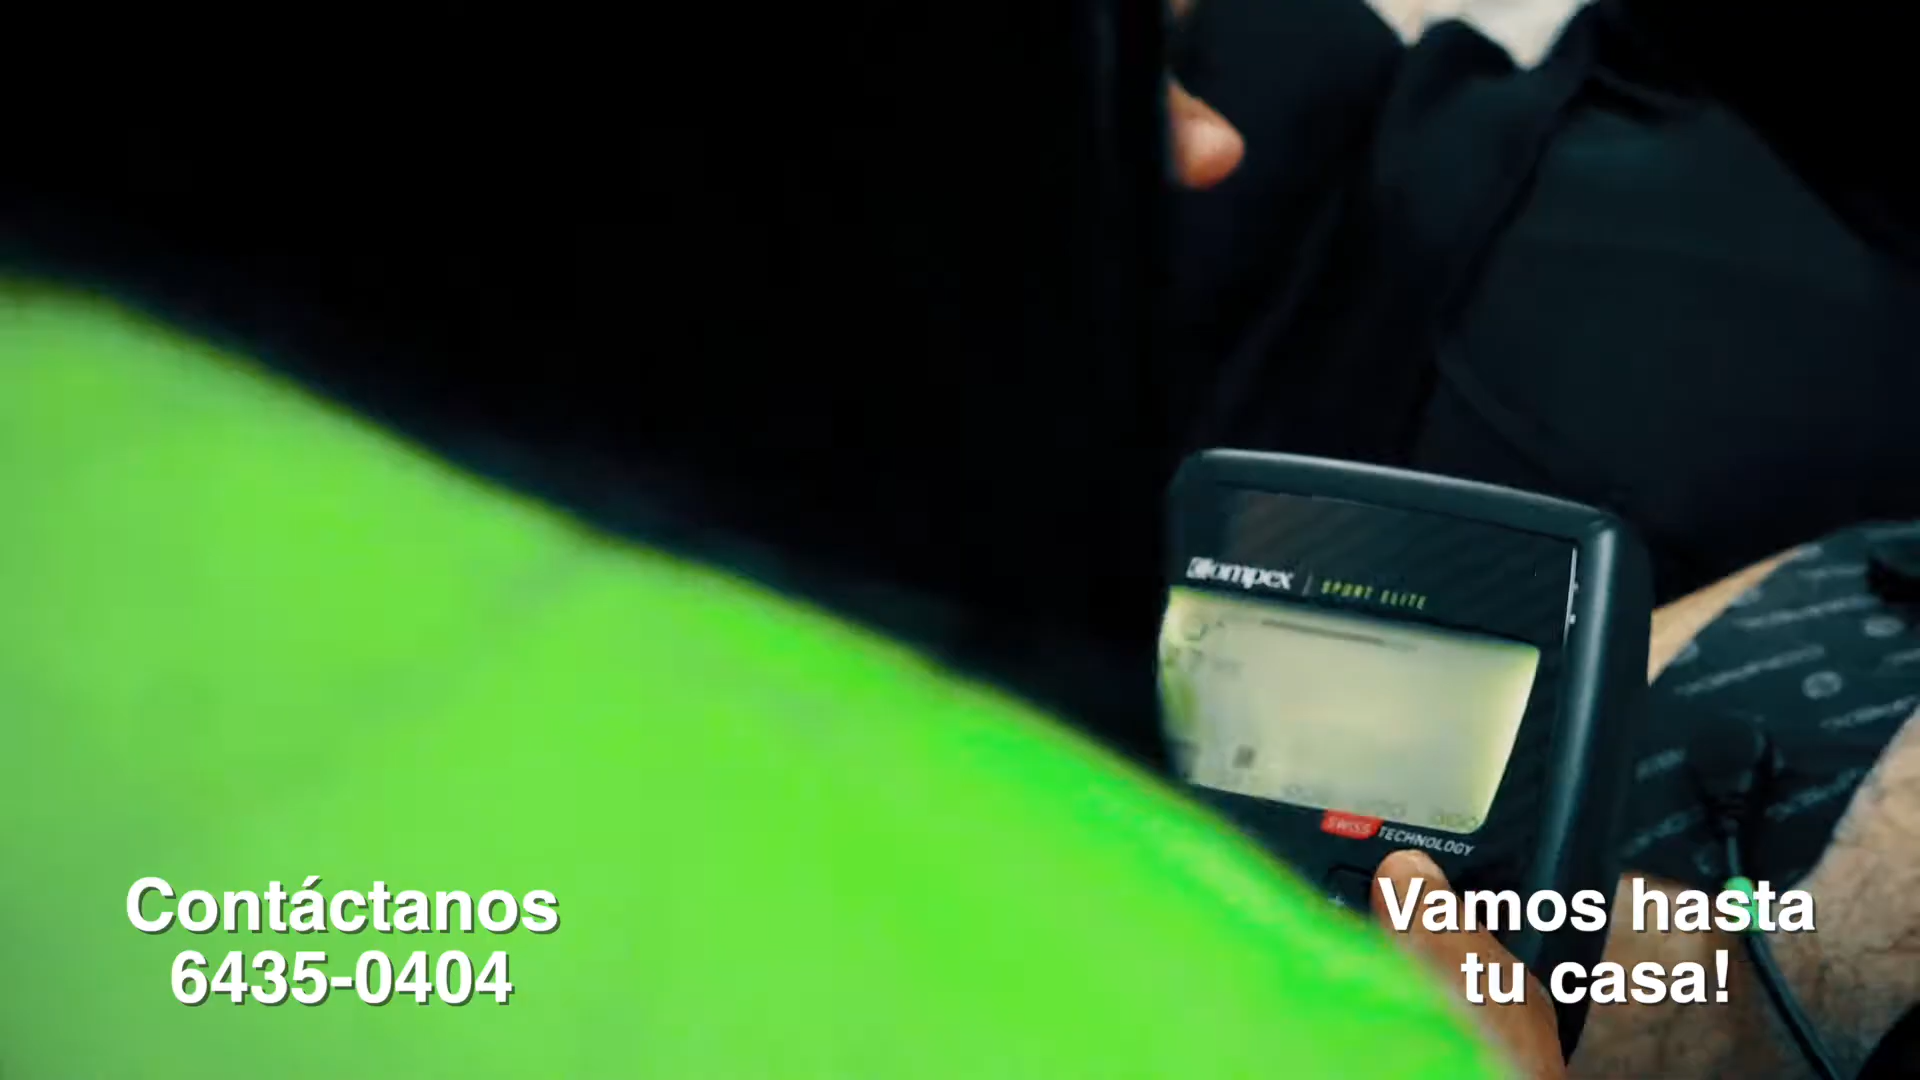 Compex | SPORT ELITE
SWISS TECHNOLOGY
Contáctanos
6435-0404
Vamos hasta
tu casa!